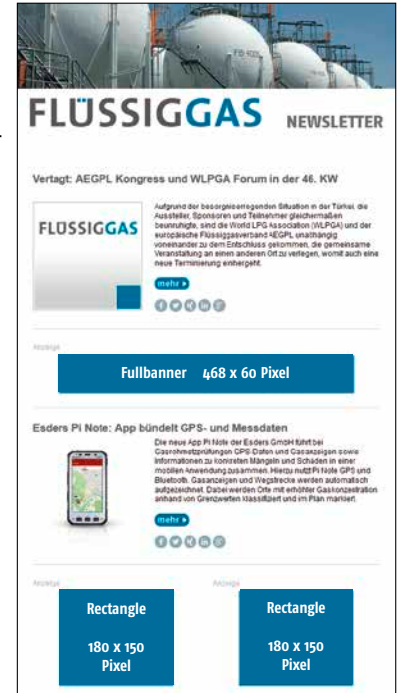 FLÜSSIGGAS NEWSLETTER
Vertagt: AEGPL Kongress und WLPGA Forum in der 46. KW
FLÜSSIGGAS
Aufgrund der besorgniserregenden Situation in der Türkei, die
Aussteller, Sponsoren und Teilnehmer gleichermaßen
beunruhigte, sind die World LPG Association (WLPGA) und der
europäische Flüssiggasverband AEGPL unabhängig
voneinander zu dem Entschluss gekommen, die gemeinsame
Veranstaltung an einen anderen Ort zu verlegen, womit auch eine
neue Terminierung einhergeht.
mehr
Anzeige
Fullbanner 468 x 60 Pixel
Esders Pi Note: App bündelt GPS- und Messdaten
Die neue App Pi Note der Esders GmbH führt bei
Gasrohrnetzprüfungen GPS-Daten und Gasanzeigen sowie
Informationen zu konkreten Mängeln und Schäden in einer
mobilen Anwendung zusammen. Hierzu nutzt Pi Note GPS und
Bluetooth. Gasanzeigen und Wegstrecke werden automatisch
aufgezeichnet. Dabei werden Orte mit erhöhter Gaskonzentration
anhand von Grenzwerten klassifiziert und im Plan markiert.
mehr
Anzeige Anzeige
Rectangle
180 x 150
Pixel
Rectangle
180 x 150
Pixel